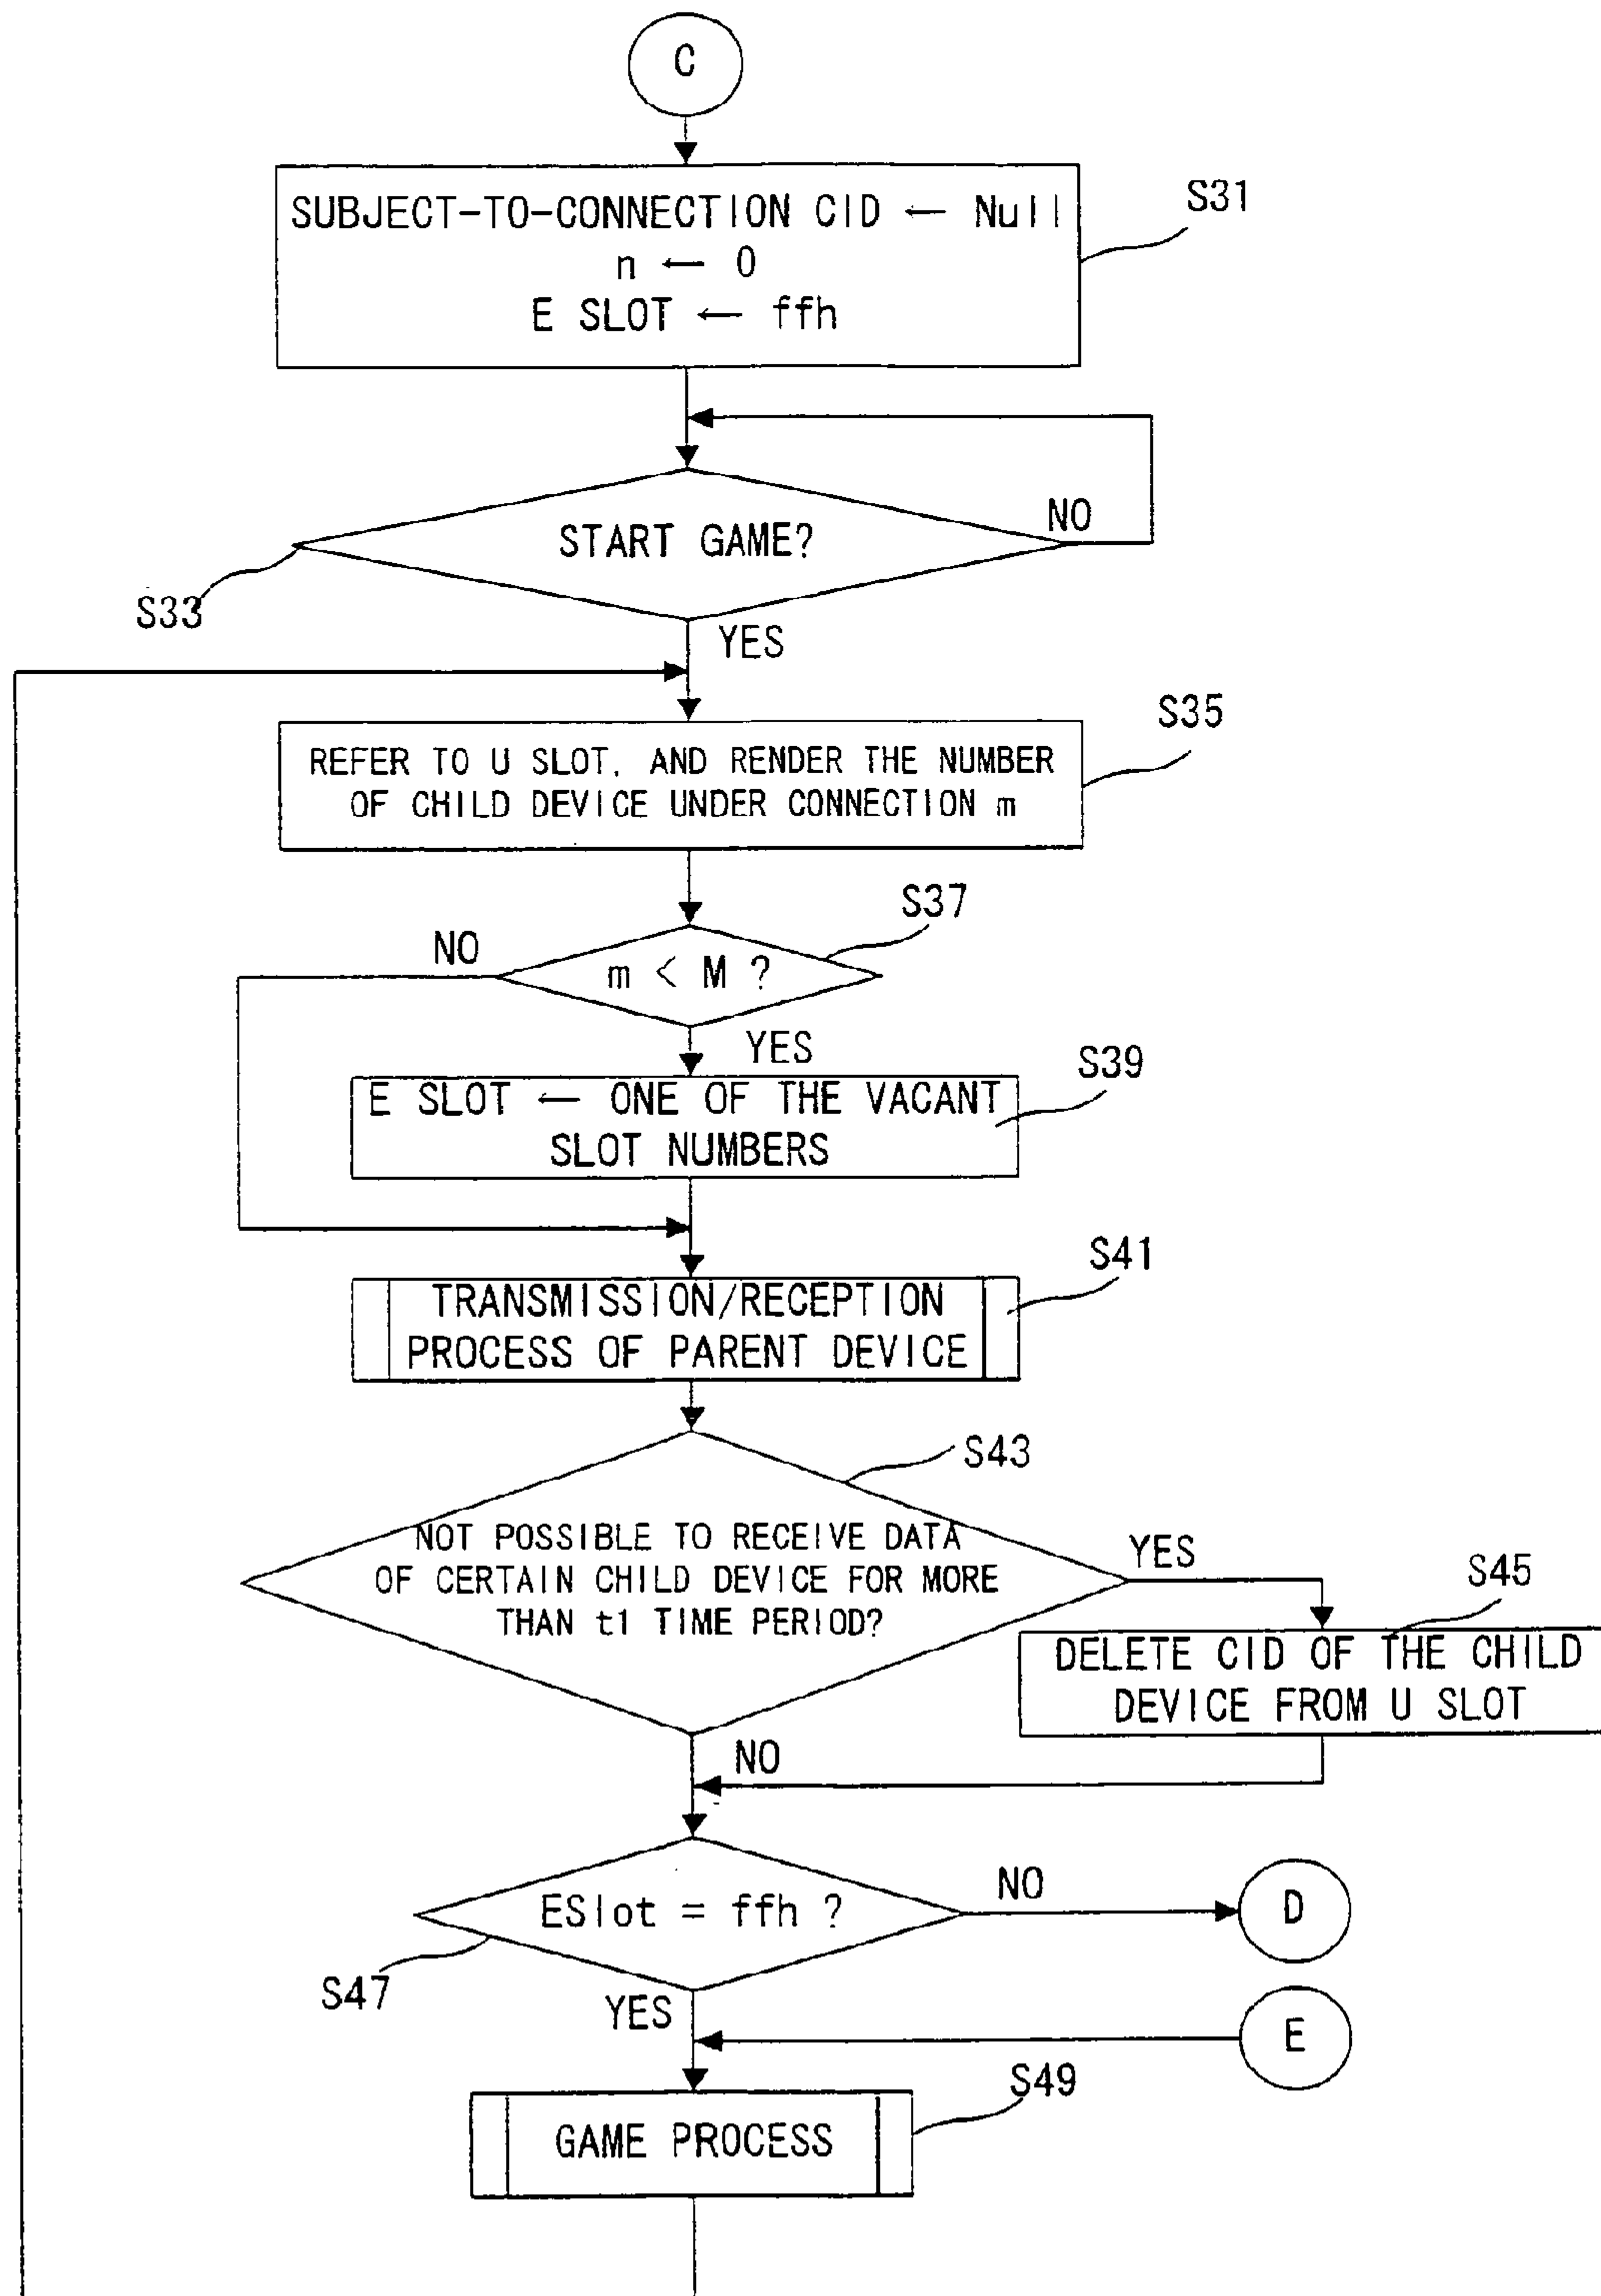 C
SUBJECT-TO-CONNECTION CID ← Null
n ← 0
E SLOT ← ffh
S31
START GAME?
NO
S33
YES
REFER TO U SLOT, AND RENDER THE NUMBER
OF CHILD DEVICE UNDER CONNECTION m
S35
S37
NO
m < M ?
YES
S39
E SLOT ← ONE OF THE VACANT
SLOT NUMBERS
S41
TRANSMISSION/RECEPTION
PROCESS OF PARENT DEVICE
S43
NOT POSSIBLE TO RECEIVE DATA
OF CERTAIN CHILD DEVICE FOR MORE
THAN t1 TIME PERIOD?
YES
S45
DELETE CID OF THE CHILD
DEVICE FROM U SLOT
NO
ESlot = ffh ?
NO
D
S47
YES
E
S49
GAME PROCESS